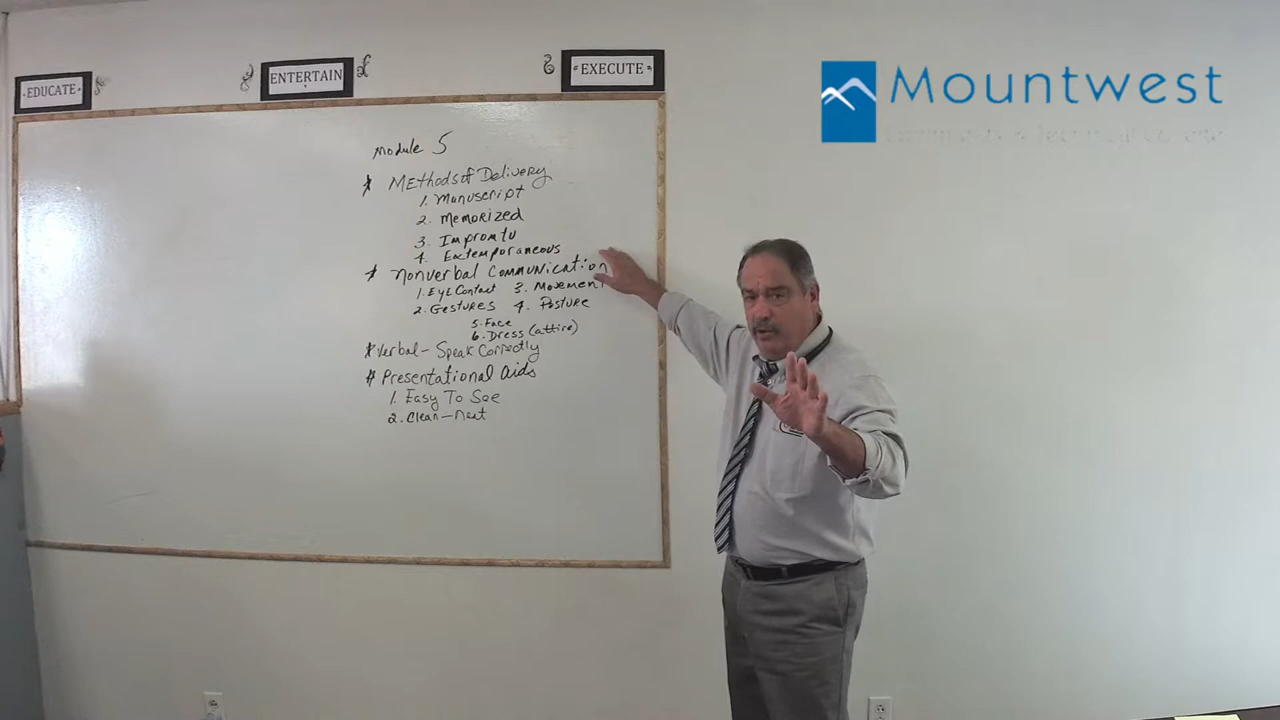 EDUCATE
ENTERTAIN
EXECUTE
Mountwest
Module 5
* Methods of Delivery
1. Manuscript
2. Memorized
3. Impromtu
4. Extemporaneous
* Nonverbal Communication
1. Eye Contact 3. Movement
2. Gestures 4. Posture
5. Face
6. Dress (attire)
* Verbal - Speak Correctly
* Presentational Aids
1. Easy To See
2. Clean - neat